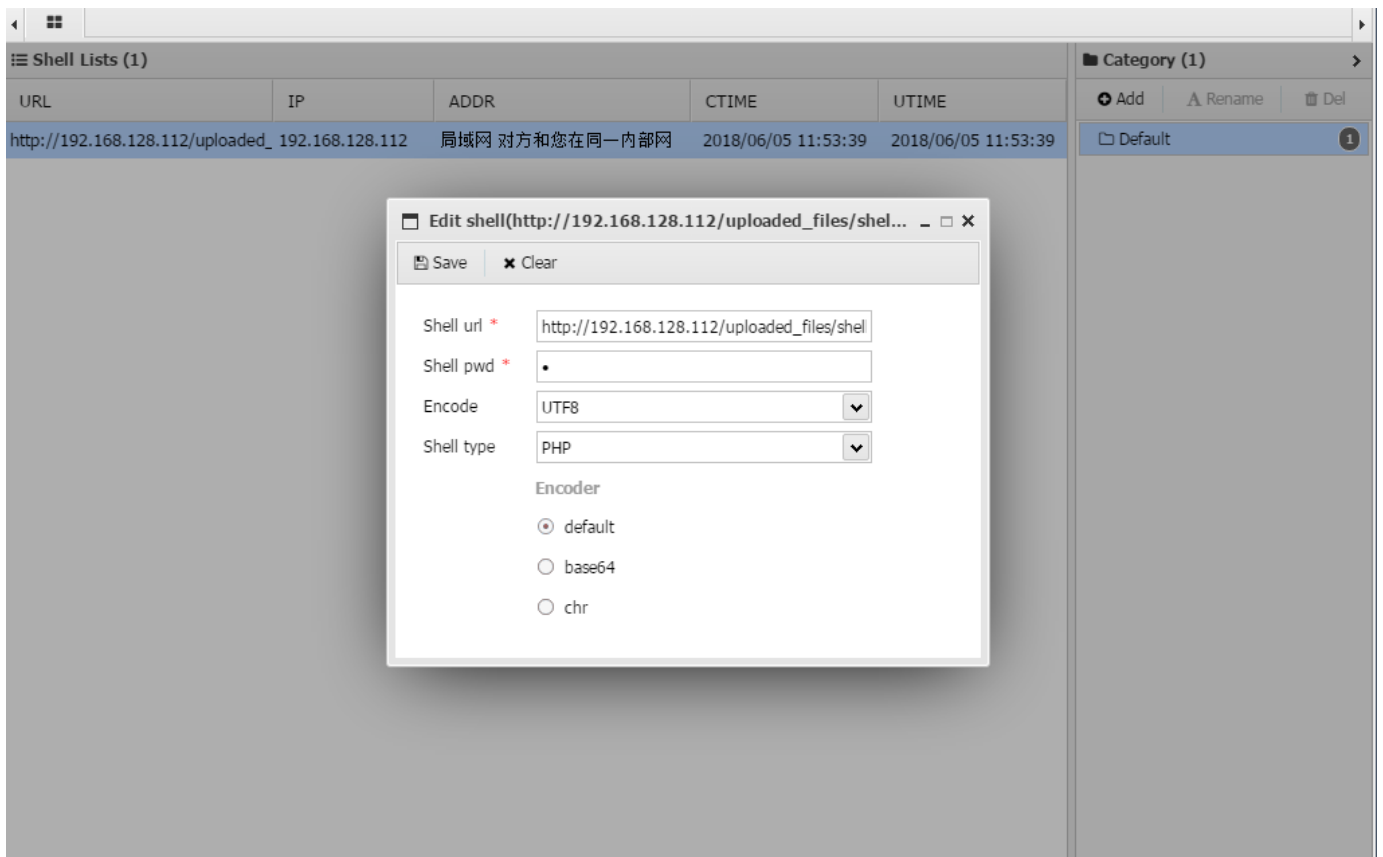 Shell Lists (1)
Category (1)
URL IP ADDR CTIME UTIME
Add Rename Del
http://192.168.128.112/uploaded_ 192.168.128.112 局域网 对方和您在同一内部网 2018/06/05 11:53:39 2018/06/05 11:53:39
Default 1
Edit shell(http://192.168.128.112/uploaded_files/shel...
Save Clear
Shell url * http://192.168.128.112/uploaded_files/shel
Shell pwd * •
Encode UTF8
Shell type PHP
Encoder
default
base64
chr